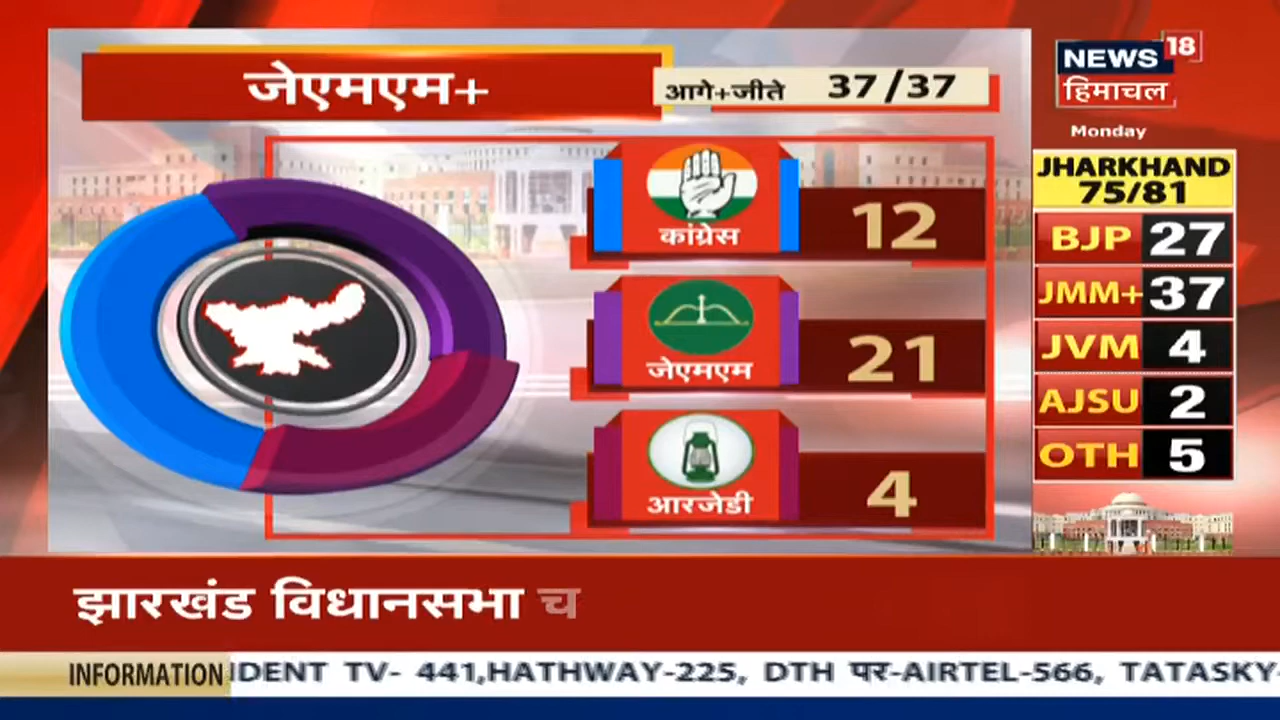 जेएमएम+
आगे+जीते 37/37
NEWS 18
हिमाचल
Monday
JHARKHAND
75/81
BJP 27
JMM+ 37
JVM 4
AJSU 2
OTH 5
कांग्रेस 12
जेएमएम 21
आरजेडी 4
झारखंड विधानसभा च
INFORMATION IDENT TV- 441,HATHWAY-225, DTH पर-AIRTEL-566, TATASKY-